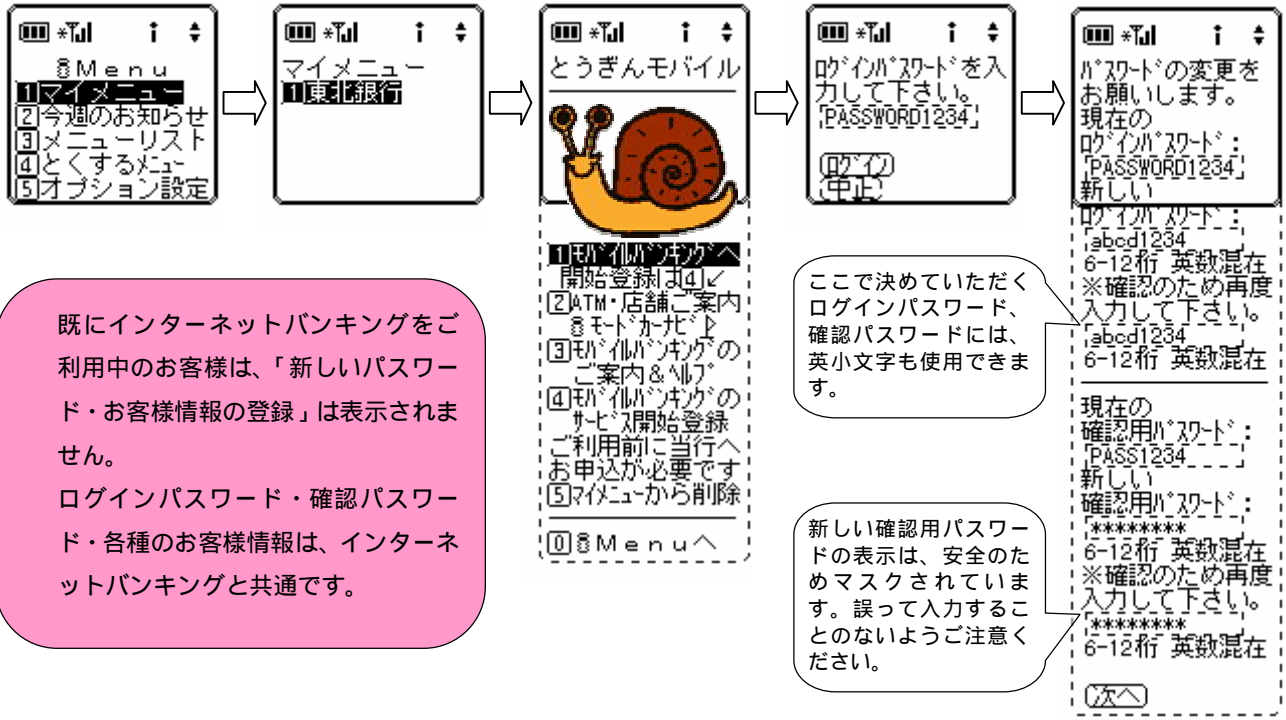 iMenu
1マイメニュー
2今週のお知らせ
3メニューリスト
4とくするﾒﾆｭｰ
5オプション設定
マイメニュー
1東北銀行
とうぎんモバイル
1ﾓﾊﾞｲﾙﾊﾞﾝｷﾝｸﾞへ
開始登録は4↙
2ATM・店舗ご案内
iﾓｰﾄﾞｶｰﾅﾋﾞ
3ﾓﾊﾞｲﾙﾊﾞﾝｷﾝｸﾞの
ご案内&ﾍﾙﾌﾟ
4ﾓﾊﾞｲﾙﾊﾞﾝｷﾝｸﾞの
ｻｰﾋﾞｽ開始登録
ご利用前に当行へ
お申込が必要です
5ﾏｲﾒﾆｭｰから削除
0iMenuへ
ﾛｸﾞｲﾝﾊﾟｽﾜｰﾄﾞを入
力して下さい。
PASSWORD1234
ﾛｸﾞｲﾝ
中止
ﾊﾟｽﾜｰﾄﾞの変更を
お願いします。
現在の
ﾛｸﾞｲﾝﾊﾟｽﾜｰﾄﾞ:
PASSWORD1234
新しい
ﾛｸﾞｲﾝﾊﾟｽﾜｰﾄﾞ:
abcd1234
6-12桁 英数混在
※確認のため再度
入力して下さい。
abcd1234
6-12桁 英数混在
現在の
確認用ﾊﾟｽﾜｰﾄﾞ:
PASS1234
新しい
確認用ﾊﾟｽﾜｰﾄﾞ:
********
6-12桁 英数混在
※確認のため再度
入力して下さい。
********
6-12桁 英数混在
次へ
既にインターネットバンキングをご
利用中のお客様は、「新しいパスワー
ド・お客様情報の登録」は表示されま
せん。
ログインパスワード・確認パスワー
ド・各種のお客様情報は、インターネ
ットバンキングと共通です。
ここで決めていただく
ログインパスワード、
確認パスワードには、
英小文字も使用できま
す。
新しい確認用パスワー
ドの表示は、安全のた
めマスクされていま
す。誤って入力するこ
とのないようご注意く
ださい。